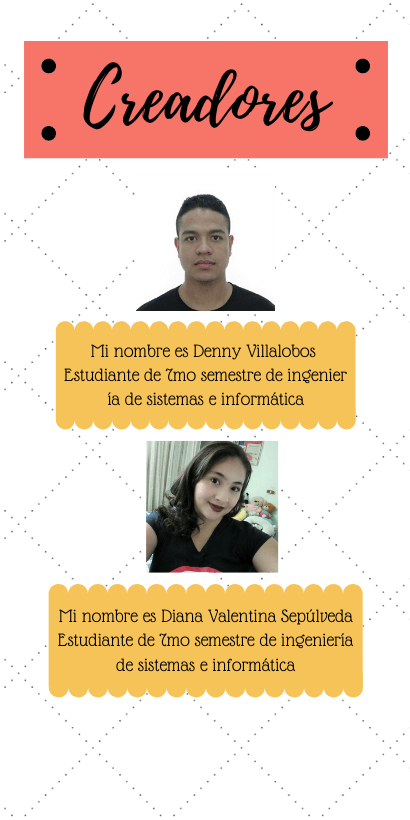 Creadores
Mi nombre es Denny Villalobos
Estudiante de 7mo semestre de ingenier
ía de sistemas e informática
Mi nombre es Diana Valentina Sepúlveda
Estudiante de 7mo semestre de ingeniería
de sistemas e informática